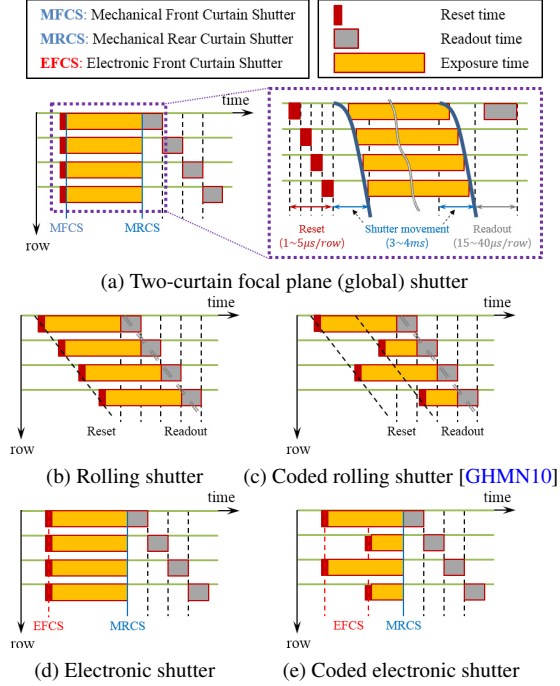 MFCS: Mechanical Front Curtain Shutter
MRCS: Mechanical Rear Curtain Shutter
EFCS: Electronic Front Curtain Shutter
Reset time
Readout time
Exposure time
time
time
MFCS
MRCS
row
Reset
(1~5μs/row)
Shutter movement
(3~4ms)
Readout
(15~40μs/row)
(a) Two-curtain focal plane (global) shutter
time
time
Reset
Readout
Reset
Readout
row
row
(b) Rolling shutter
(c) Coded rolling shutter [GHMN10]
time
time
EFCS
MRCS
EFCS
MRCS
row
row
(d) Electronic shutter
(e) Coded electronic shutter